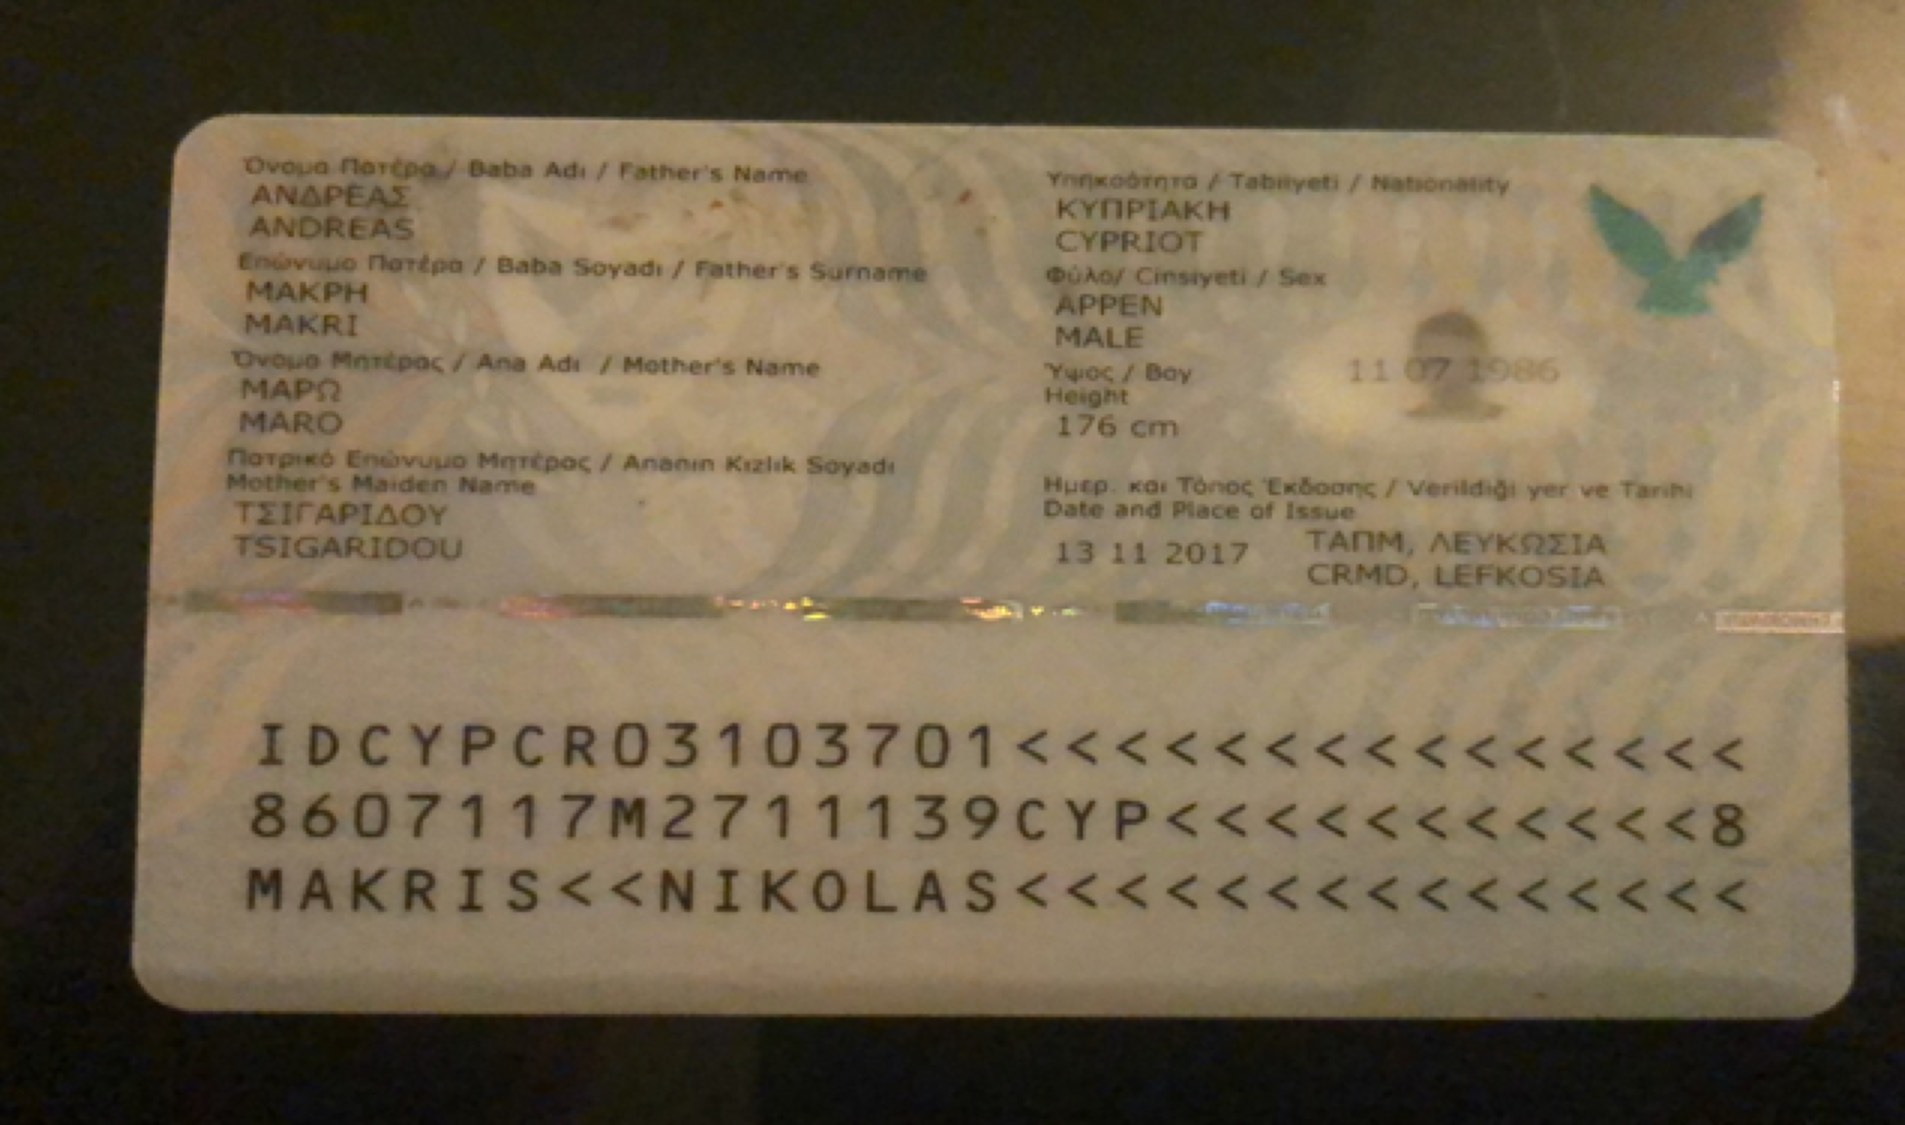 Όνομα Πατέρα / Baba Adı / Father's Name
ΑΝΔΡΕΑΣ
ANDREAS
Επώνυμο Πατέρα / Baba Soyadı / Father's Surname
ΜΑΚΡΗ
MAKRI
Όνομα Μητέρας / Ana Adı / Mother's Name
ΜΑΡΩ
MARO
Πατρικό Επώνυμο Μητέρας / Ananın Kızlık Soyadı
Mother's Maiden Name
ΤΣΙΓΑΡΙΔΟΥ
TSIGARIDOU
Υπηκοότητα / Tabiiyeti / Nationality
ΚΥΠΡΙΑΚΗ
CYPRIOT
Φύλο/ Cinsiyeti / Sex
ΑΡΡΕΝ
MALE
Ύψος / Boy
Height
176 cm
11 07 1986
Ημερ. και Τόπος Έκδοσης / Verildiği yer ve Tarihi
Date and Place of Issue
13 11 2017
ΤΑΠΜ, ΛΕΥΚΩΣΙΑ
CRMD, LEFKOSIA
IDCYPCR03103701<<<<<<<<<<<<<<<
8607117M2711139CYP<<<<<<<<<<<8
MAKRIS<<NIKOLAS<<<<<<<<<<<<<<<